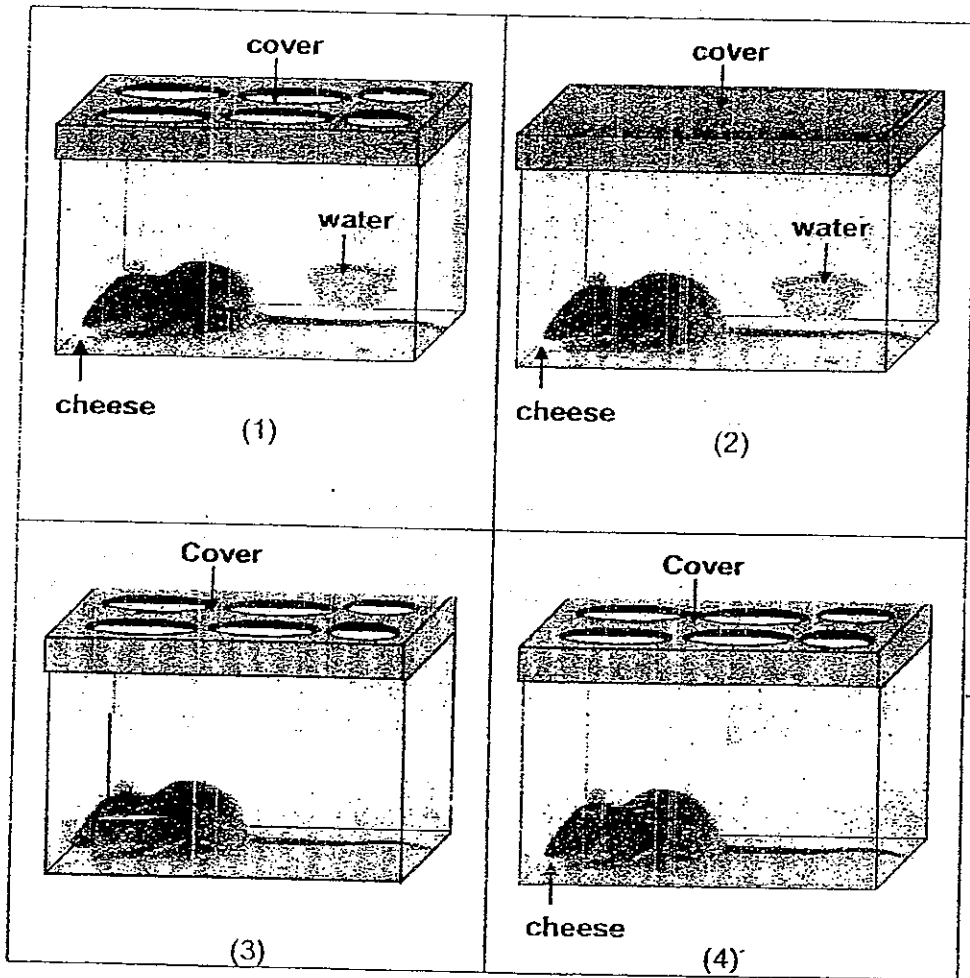 cover
water
cheese
(1)
cover
water
cheese
(2)
Cover
(3)
Cover
cheese
(4)